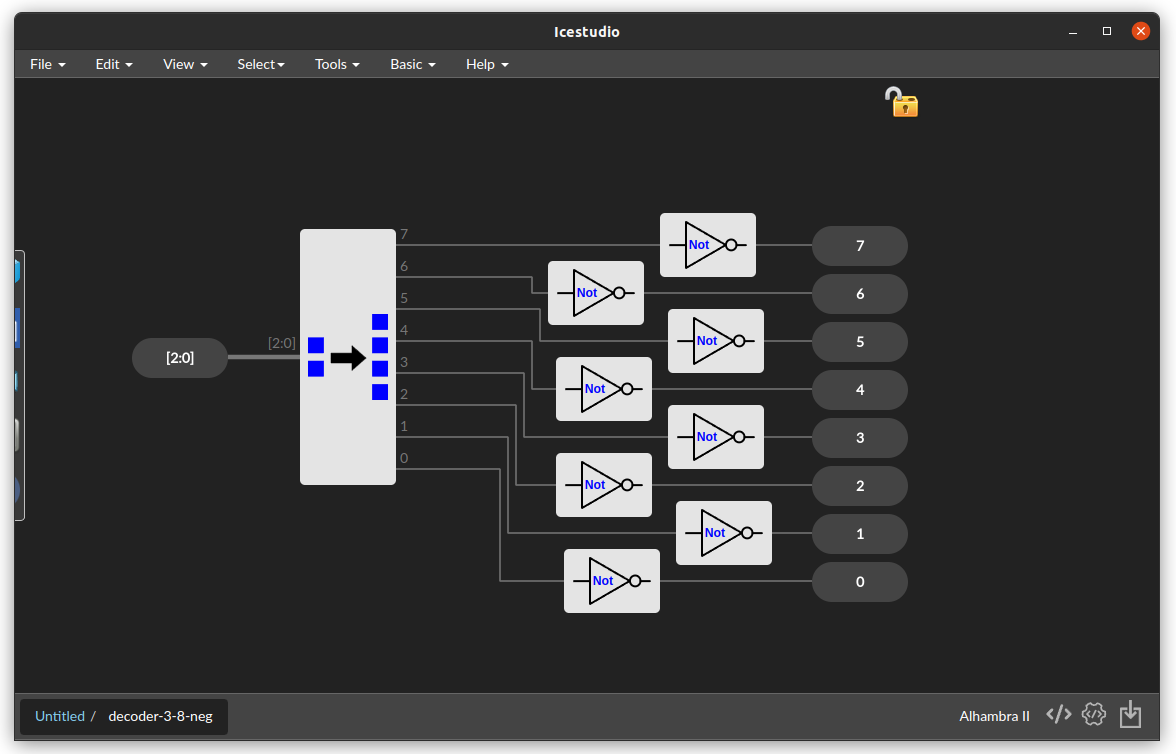 Icestudio
File Edit View Select Tools Basic Help
7
6
5
4
3
2
1
0
[2:0]
[2:0]
Not
Not
Not
Not
Not
Not
Not
Not
7
6
5
4
3
2
1
0
Untitled / decoder-3-8-neg
Alhambra II </>
</>